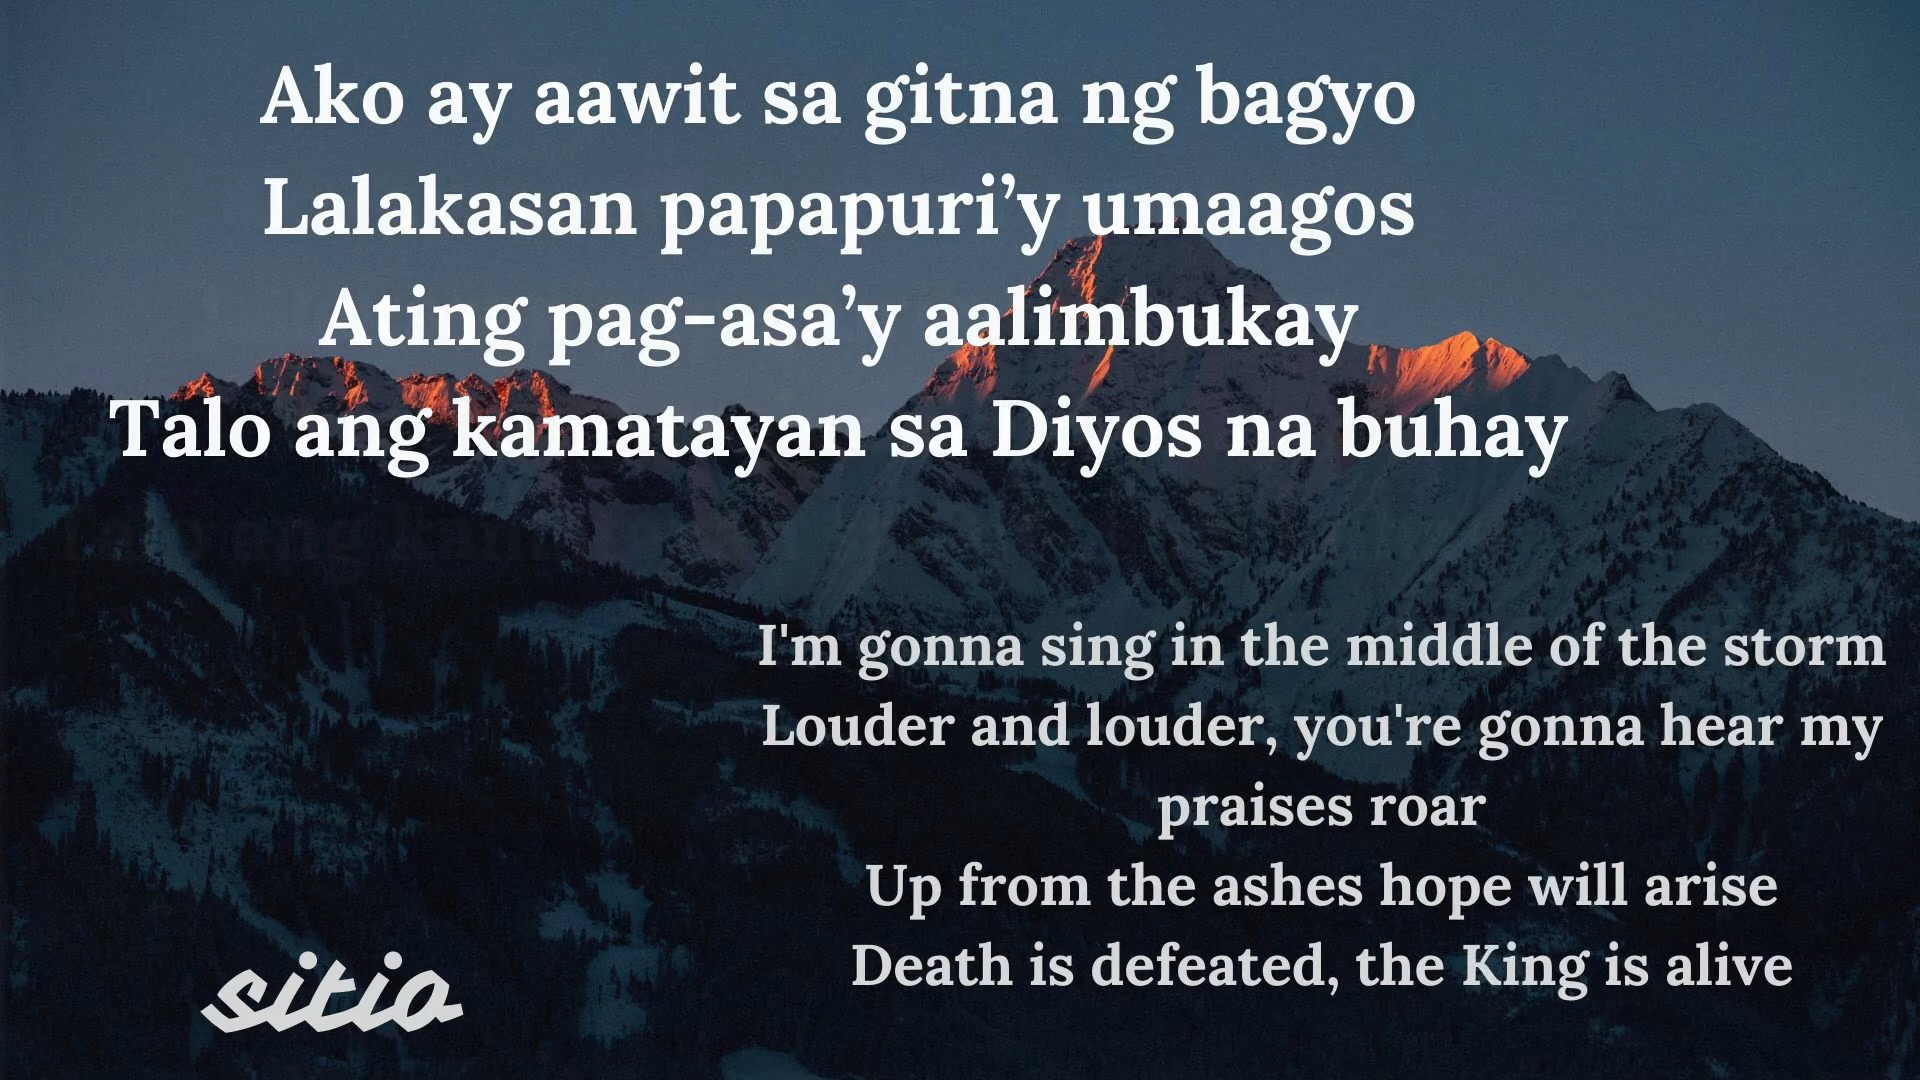 Ako ay aawit sa gitna ng bagyo
Lalakasan papapuri’y umaagos
Ating pag-asa’y aalimbukay
Talo ang kamatayan sa Diyos na buhay
I'm gonna sing in the middle of the storm
Louder and louder, you're gonna hear my
praises roar
Up from the ashes hope will arise
Death is defeated, the King is alive
sitio